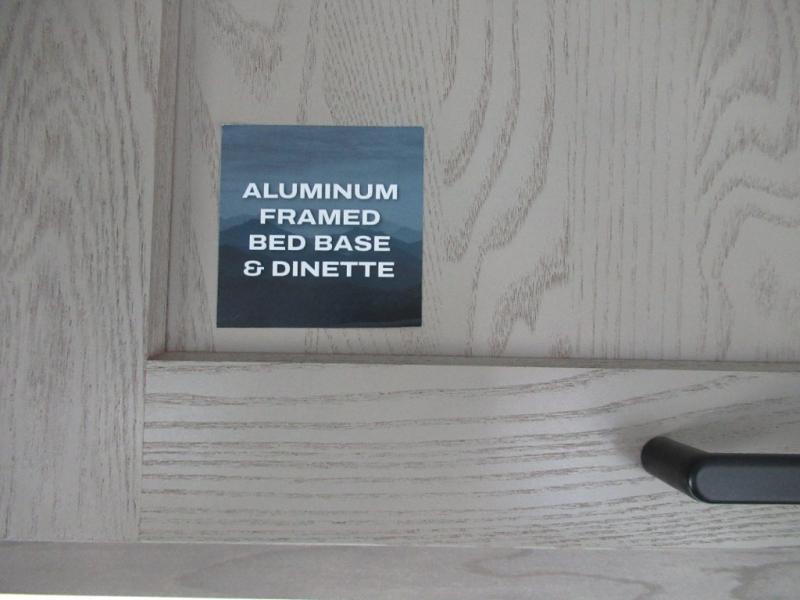 ALUMINUM
FRAMED
BED BASE
& DINETTE